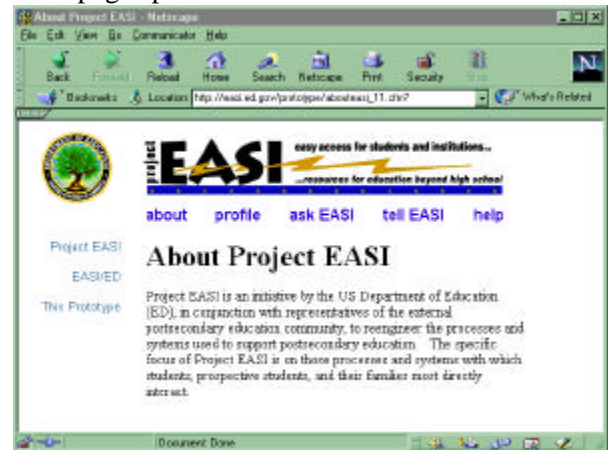 About Project EASI - Netscape
File Edit View Go Communicator Help
Back Forward Reload Home Search Netscape Print Security Stop
Bookmarks Location: http://easi.ed.gov/prototype/abouteasi_11.cfm? What's Related
project EASI
easy access for students and institutions...
...resources for education beyond high school
about profile ask EASI tell EASI help
Project EASI
EASI/ED
This Prototype
About Project EASI
Project EASI is an initiative by the US Department of Education
(ED), in conjunction with representatives of the external
postsecondary education community, to reengineer the processes and
systems used to support postsecondary education. The specific
focus of Project EASI is on those processes and systems with which
students, prospective students, and their families most directly
interact.
Document Done